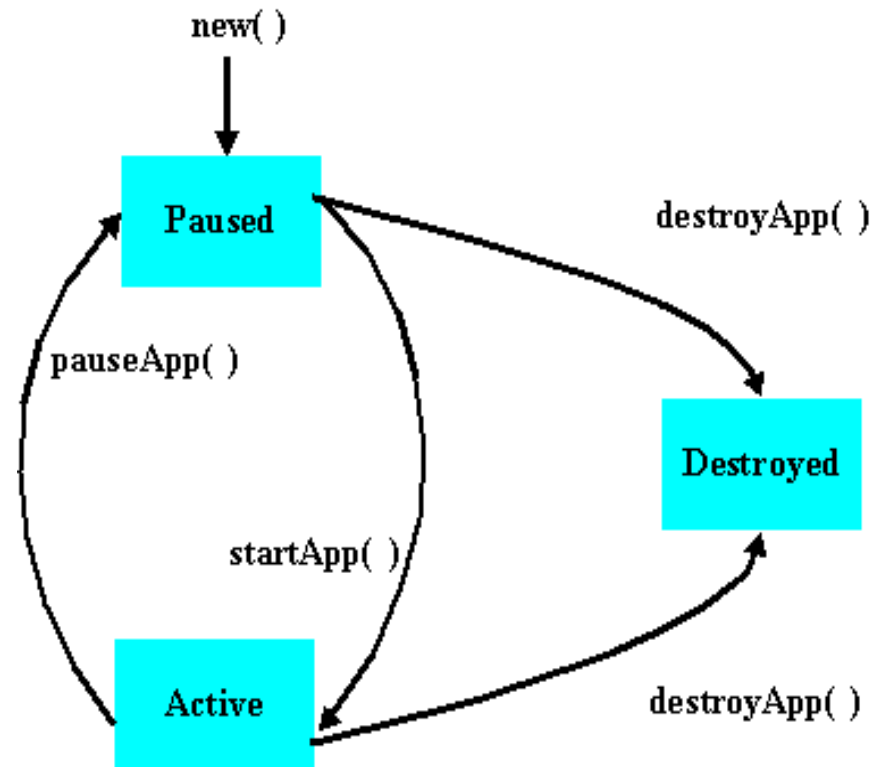 new( )
Paused
destroyApp( )
pauseApp( )
Destroyed
startApp( )
Active
destroyApp( )